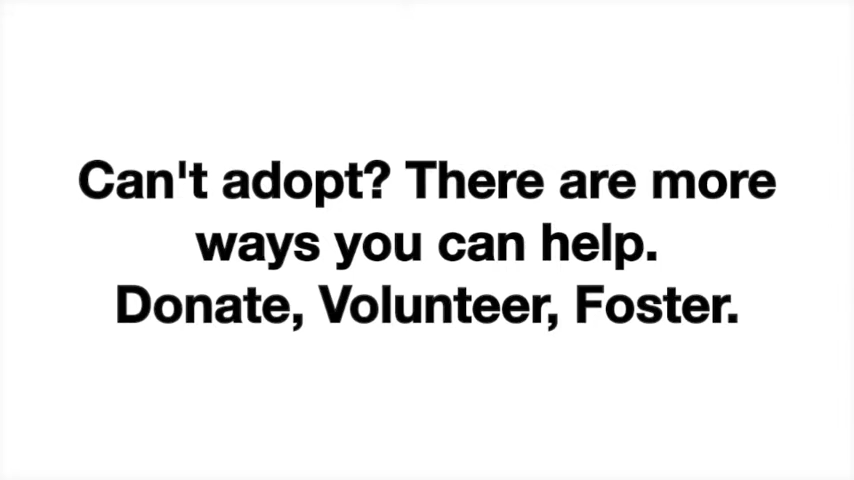 Can't adopt? There are more
ways you can help.
Donate, Volunteer, Foster.